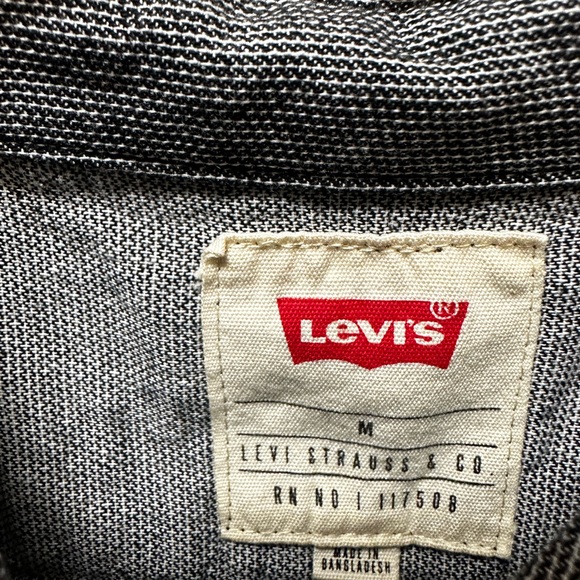 LEVI'S®
M
LEVI STRAUSS & CO
RN NO | 117508
MADE IN
BANGLADESH